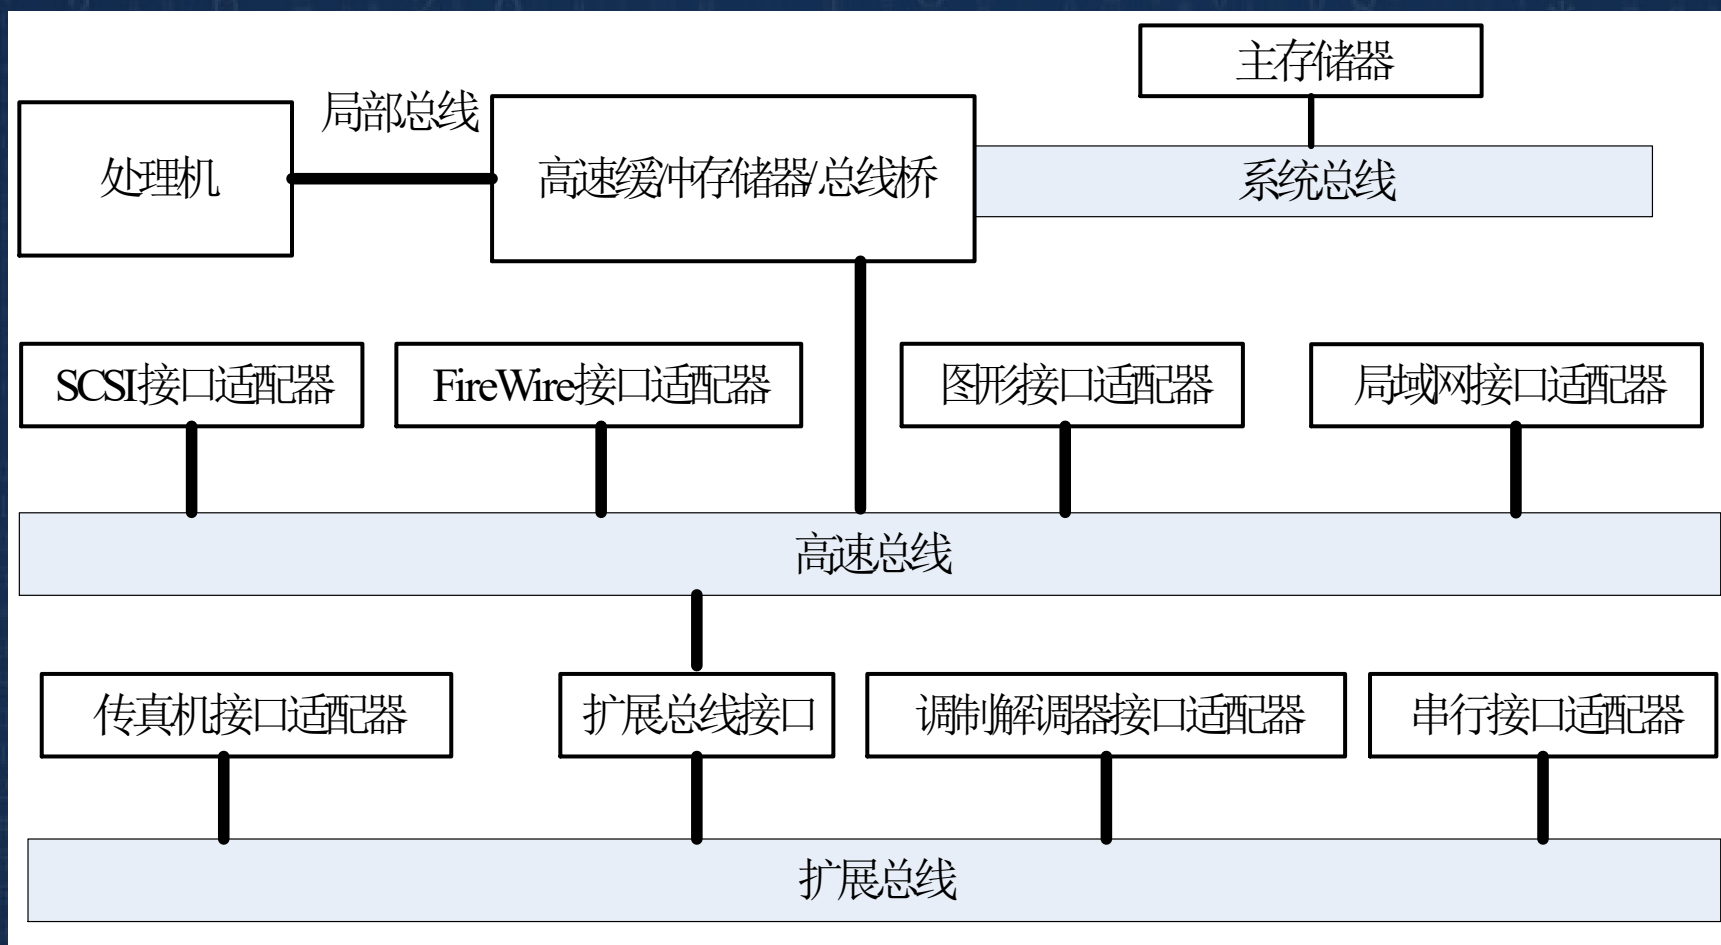 主存储器
局部总线
处理机
高速缓冲存储器/总线桥
系统总线
SCSI接口适配器
FireWire接口适配器
图形接口适配器
局域网接口适配器
高速总线
传真机接口适配器
扩展总线接口
调制解调器接口适配器
串行接口适配器
扩展总线